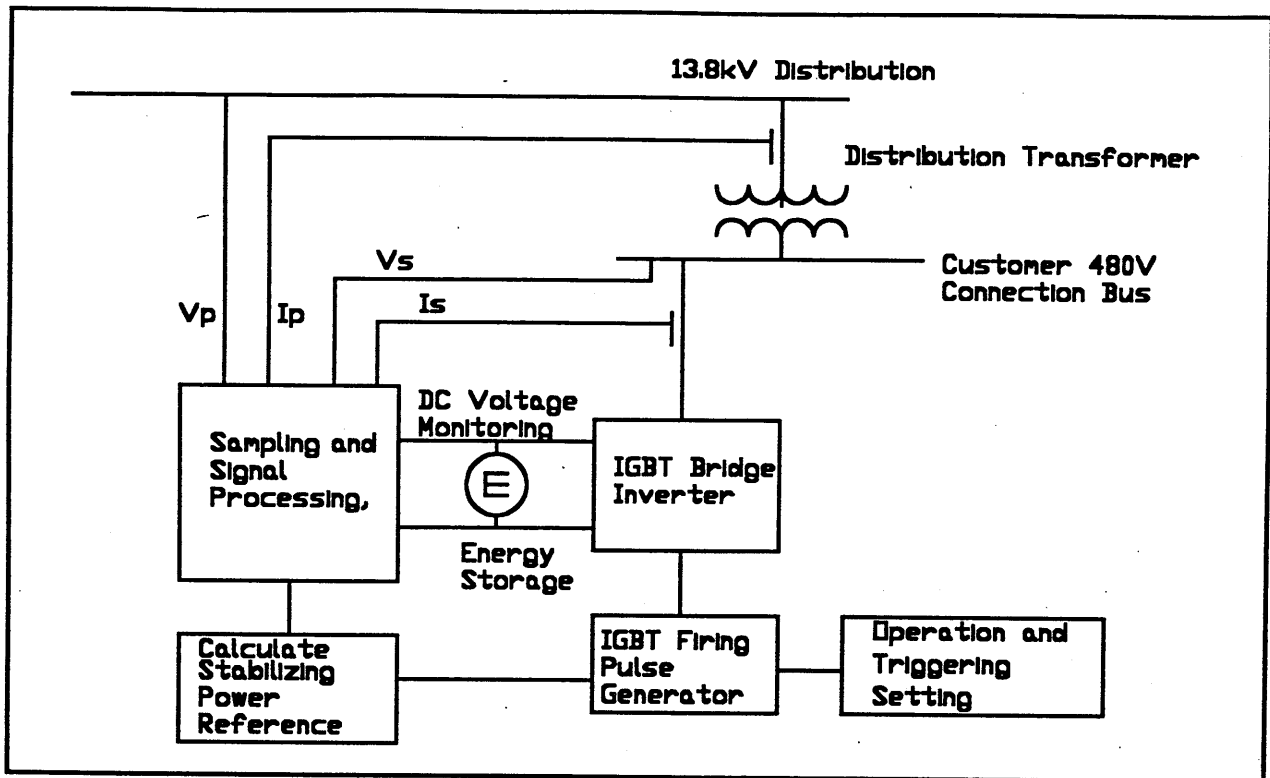 13.8kV Distribution
Distribution Transformer
Customer 480V
Connection Bus
Vs
Vp
Ip
Is
DC Voltage
Monitoring
Sampling and
Signal
Processing,
E
IGBT Bridge
Inverter
Energy
Storage
Calculate
Stabilizing
Power
Reference
IGBT Firing
Pulse
Generator
Operation and
Triggering
Setting